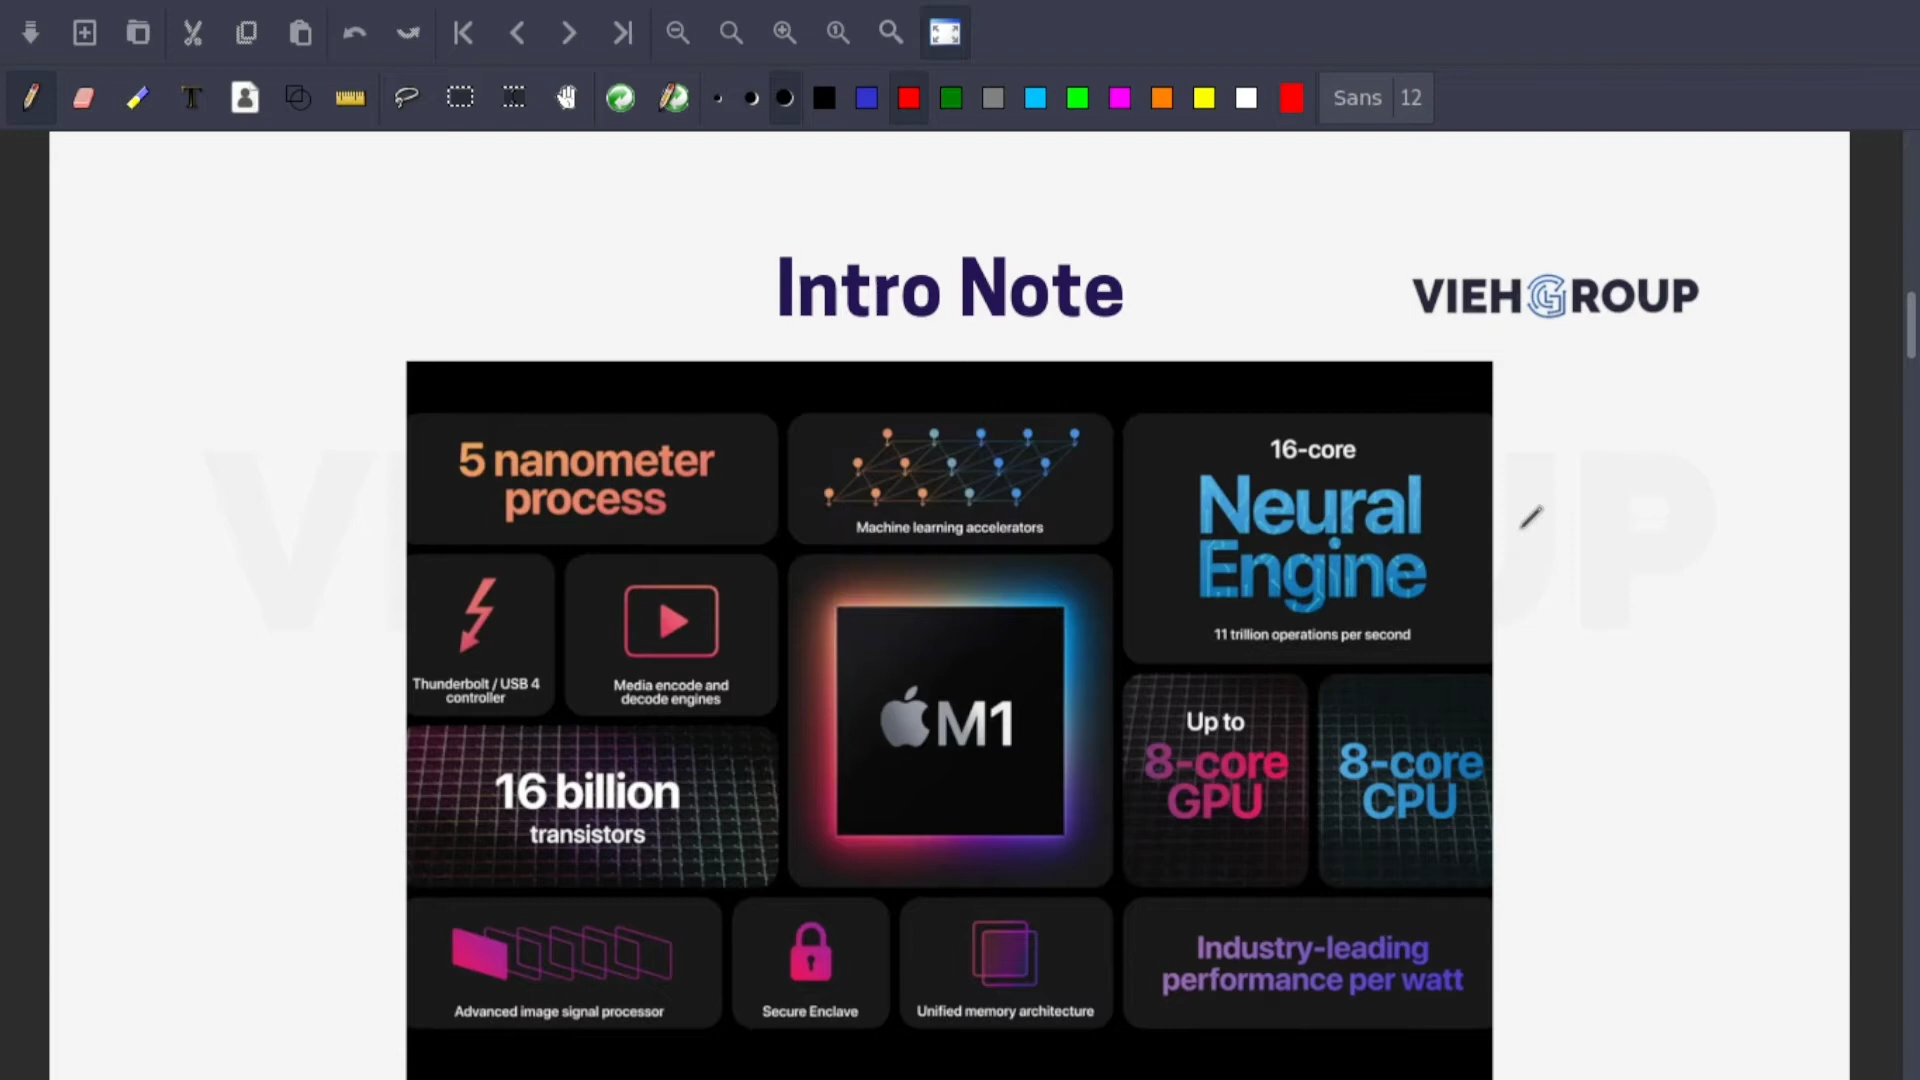 Sans 12
Intro Note
VIEHGROUP
5 nanometer
process
Machine learning accelerators
16-core
Neural
Engine
11 trillion operations per second
Thunderbolt / USB 4
controller
Media encode and
decode engines
M1
Up to
8-core
GPU
8-core
CPU
16 billion
transistors
Advanced image signal processor
Secure Enclave
Unified memory architecture
Industry-leading
performance per watt